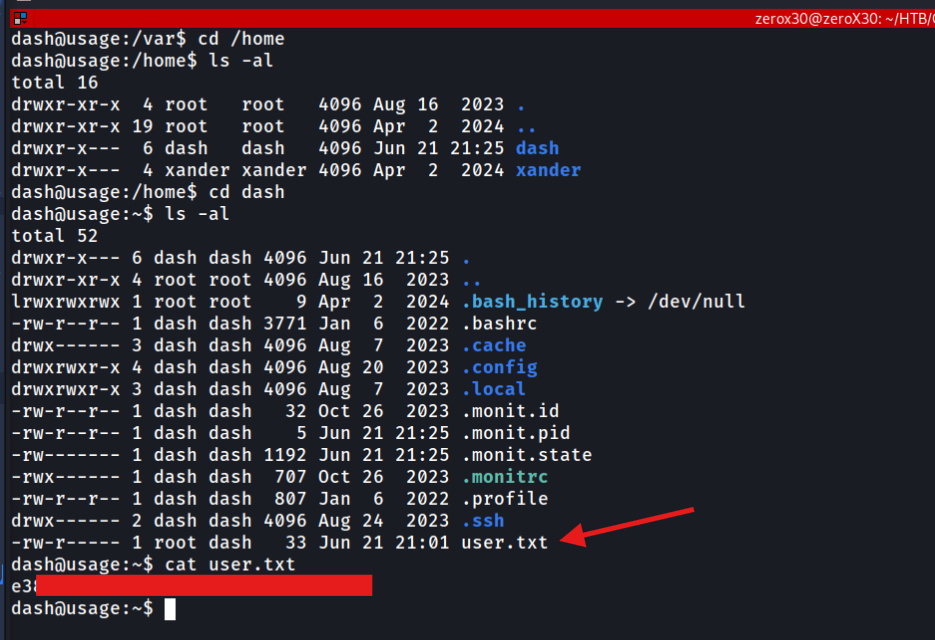 zerox30@zeroX30: ~/HTB/
dash@usage:/var$ cd /home
dash@usage:/home$ ls -al
total 16
drwxr-xr-x  4 root   root   4096 Aug 16  2023 .
drwxr-xr-x 19 root   root   4096 Apr  2  2024 ..
drwxr-x---  6 dash   dash   4096 Jun 21 21:25 dash
drwxr-x---  4 xander xander 4096 Apr  2  2024 xander
dash@usage:/home$ cd dash
dash@usage:~$ ls -al
total 52
drwxr-x--- 6 dash dash 4096 Jun 21 21:25 .
drwxr-xr-x 4 root root 4096 Aug 16  2023 ..
lrwxrwxrwx 1 root root    9 Apr  2  2024 .bash_history -> /dev/null
-rw-r--r-- 1 dash dash 3771 Jan  6  2022 .bashrc
drwx------ 3 dash dash 4096 Aug  7  2023 .cache
drwxrwxr-x 4 dash dash 4096 Aug 20  2023 .config
drwxrwxr-x 3 dash dash 4096 Aug  7  2023 .local
-rw-r--r-- 1 dash dash   32 Oct 26  2023 .monit.id
-rw-r--r-- 1 dash dash    5 Jun 21 21:25 .monit.pid
-rw------- 1 dash dash 1192 Jun 21 21:25 .monit.state
-rwx------ 1 dash dash  707 Oct 26  2023 .monitrc
-rw-r--r-- 1 dash dash  807 Jan  6  2022 .profile
drwx------ 2 dash dash 4096 Aug 24  2023 .ssh
-rw-r----- 1 root dash   33 Jun 21 21:01 user.txt
dash@usage:~$ cat user.txt
e3
dash@usage:~$